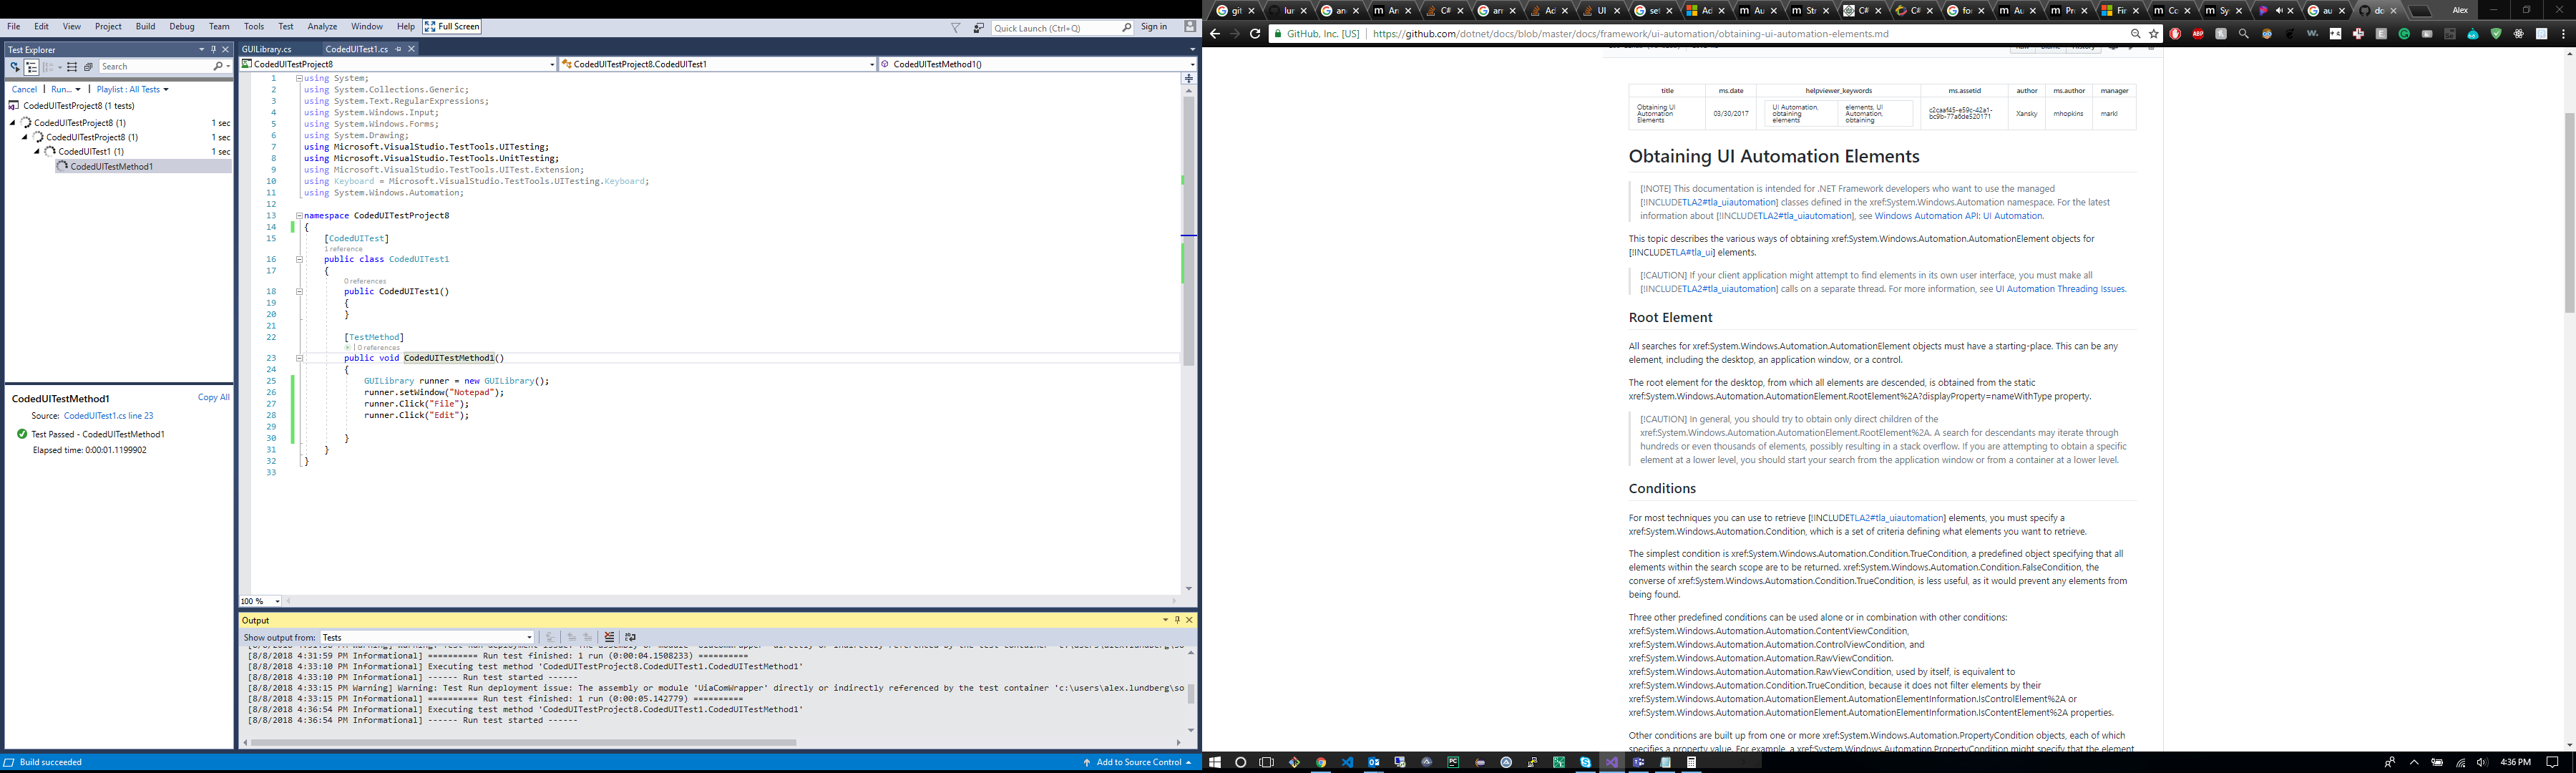 File Edit View Project Build Debug Team Tools Test Analyze Window Help Full Screen
Quick Launch (Ctrl+Q) Sign in
Test Explorer
Search
Cancel | Run... | Playlist : All Tests
CodedUITestProject8 (1 tests)
CodedUITestProject8 (1) 1 sec
CodedUITestProject8 (1) 1 sec
CodedUITest1 (1) 1 sec
CodedUITestMethod1
CodedUITestMethod1 Copy All
Source: CodedUITest1.cs line 23
Test Passed - CodedUITestMethod1
Elapsed time: 0:00:01.1199902
GUILibrary.cs CodedUITest1.cs
CodedUITestProject8 CodedUITestProject8.CodedUITest1 CodedUITestMethod1()
1 using System;
2 using System.Collections.Generic;
3 using System.Text.RegularExpressions;
4 using System.Windows.Input;
5 using System.Windows.Forms;
6 using System.Drawing;
7 using Microsoft.VisualStudio.TestTools.UITesting;
8 using Microsoft.VisualStudio.TestTools.UnitTesting;
9 using Microsoft.VisualStudio.TestTools.UITest.Extension;
10 using Keyboard = Microsoft.VisualStudio.TestTools.UITesting.Keyboard;
11 using System.Windows.Automation;
12
13 namespace CodedUITestProject8
14 {
15 [CodedUITest]
1 reference
16 public class CodedUITest1
17 {
0 references
18 public CodedUITest1()
19 {
20 }
21
22 [TestMethod]
| 0 references
23 public void CodedUITestMethod1()
24 {
25 GUILibrary runner = new GUILibrary();
26 runner.setWindow("Notepad");
27 runner.Click("File");
28 runner.Click("Edit");
29
30 }
31 }
32 }
33
100 %
Output
Show output from: Tests
[8/8/2018 4:31:59 PM Informational] ========== Run test finished: 1 run (0:00:04.1508233) ==========
[8/8/2018 4:33:10 PM Informational] Executing test method 'CodedUITestProject8.CodedUITest1.CodedUITestMethod1'
[8/8/2018 4:33:10 PM Informational] ------ Run test started ------
[8/8/2018 4:33:15 PM Warning] Warning: Test Run deployment issue: The assembly or module 'UiaComWrapper' directly or indirectly referenced by the test container 'c:\users\alex.lundberg\so
[8/8/2018 4:33:15 PM Informational] ========== Run test finished: 1 run (0:00:05.142779) ==========
[8/8/2018 4:36:54 PM Informational] Executing test method 'CodedUITestProject8.CodedUITest1.CodedUITestMethod1'
[8/8/2018 4:36:54 PM Informational] ------ Run test started ------
Build succeeded Add to Source Control
Alex
GitHub, Inc. [US] | https://github.com/dotnet/docs/blob/master/docs/framework/ui-automation/obtaining-ui-automation-elements.md
title ms.date helpviewer_keywords ms.assetid author ms.author manager
Obtaining UI Automation Elements 03/30/2017 UI Automation, obtaining elements elements, UI Automation, obtaining c2caaf45-e59c-42a1-bc9b-77a6de520171 Xansky mhopkins markl
Obtaining UI Automation Elements
[!NOTE] This documentation is intended for .NET Framework developers who want to use the managed
[!INCLUDETLA2#tla_uiautomation] classes defined in the xref:System.Windows.Automation namespace. For the latest
information about [!INCLUDETLA2#tla_uiautomation], see Windows Automation API: UI Automation.
This topic describes the various ways of obtaining xref:System.Windows.Automation.AutomationElement objects for
[!INCLUDETLA#tla_ui] elements.
[!CAUTION] If your client application might attempt to find elements in its own user interface, you must make all
[!INCLUDETLA2#tla_uiautomation] calls on a separate thread. For more information, see UI Automation Threading Issues.
Root Element
All searches for xref:System.Windows.Automation.AutomationElement objects must have a starting-place. This can be any
element, including the desktop, an application window, or a control.
The root element for the desktop, from which all elements are descended, is obtained from the static
xref:System.Windows.Automation.AutomationElement.RootElement%2A?displayProperty=nameWithType property.
[!CAUTION] In general, you should try to obtain only direct children of the
xref:System.Windows.Automation.AutomationElement.RootElement%2A. A search for descendants may iterate through
hundreds or even thousands of elements, possibly resulting in a stack overflow. If you are attempting to obtain a specific
element at a lower level, you should start your search from the application window or from a container at a lower level.
Conditions
For most techniques you can use to retrieve [!INCLUDETLA2#tla_uiautomation] elements, you must specify a
xref:System.Windows.Automation.Condition, which is a set of criteria defining what elements you want to retrieve.
The simplest condition is xref:System.Windows.Automation.Condition.TrueCondition, a predefined object specifying that all
elements within the search scope are to be returned. xref:System.Windows.Automation.Condition.FalseCondition, the
converse of xref:System.Windows.Automation.Condition.TrueCondition, is less useful, as it would prevent any elements from
being found.
Three other predefined conditions can be used alone or in combination with other conditions:
xref:System.Windows.Automation.Automation.ContentViewCondition,
xref:System.Windows.Automation.Automation.ControlViewCondition, and
xref:System.Windows.Automation.Automation.RawViewCondition.
xref:System.Windows.Automation.Automation.RawViewCondition, used by itself, is equivalent to
xref:System.Windows.Automation.Condition.TrueCondition, because it does not filter elements by their
xref:System.Windows.Automation.AutomationElement.AutomationElementInformation.IsControlElement%2A or
xref:System.Windows.Automation.AutomationElement.AutomationElementInformation.IsContentElement%2A properties.
Other conditions are built up from one or more xref:System.Windows.Automation.PropertyCondition objects, each of which
specifies a property value. For example, a xref:System.Windows.Automation.PropertyCondition might specify that the element
4:36 PM